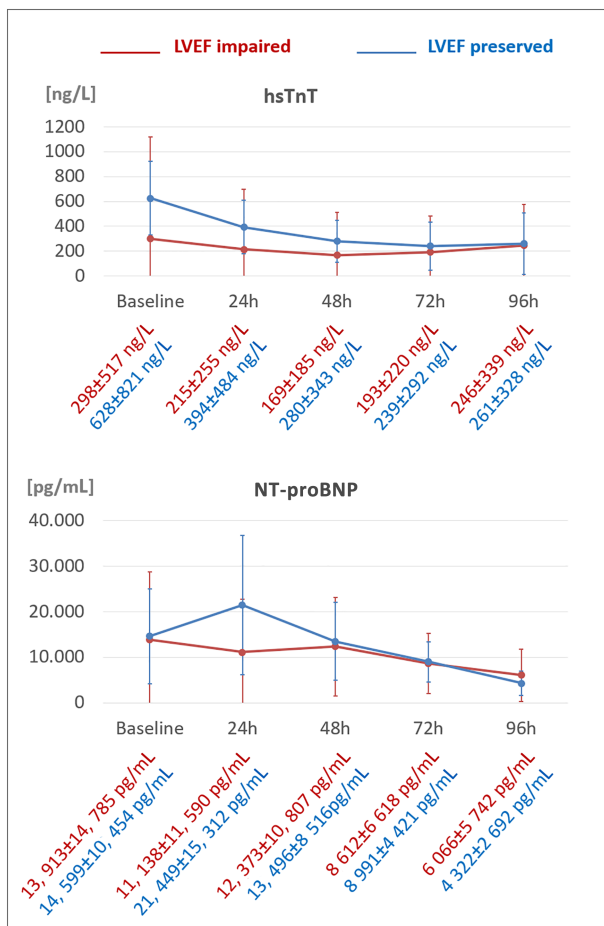 LVEF impaired LVEF preserved
[ng/L]
hsTnT
1200
1000
800
600
400
200
0
Baseline 24h 48h 72h 96h
298±517 ng/L
628±821 ng/L
215±255 ng/L
394±484 ng/L
169±185 ng/L
280±343 ng/L
193±220 ng/L
239±292 ng/L
246±339 ng/L
261±328 ng/L
[pg/mL]
NT-proBNP
40.000
30.000
20.000
10.000
0
Baseline 24h 48h 72h 96h
13, 913±14, 785 pg/mL
14, 599±10, 454 pg/mL
11, 138±11, 590 pg/mL
21, 449±15, 312 pg/mL
12, 373±10, 807 pg/mL
13, 496±8 516pg/mL
8 612±6 618 pg/mL
8 991±4 421 pg/mL
6 066±5 742 pg/mL
4 322±2 692 pg/mL